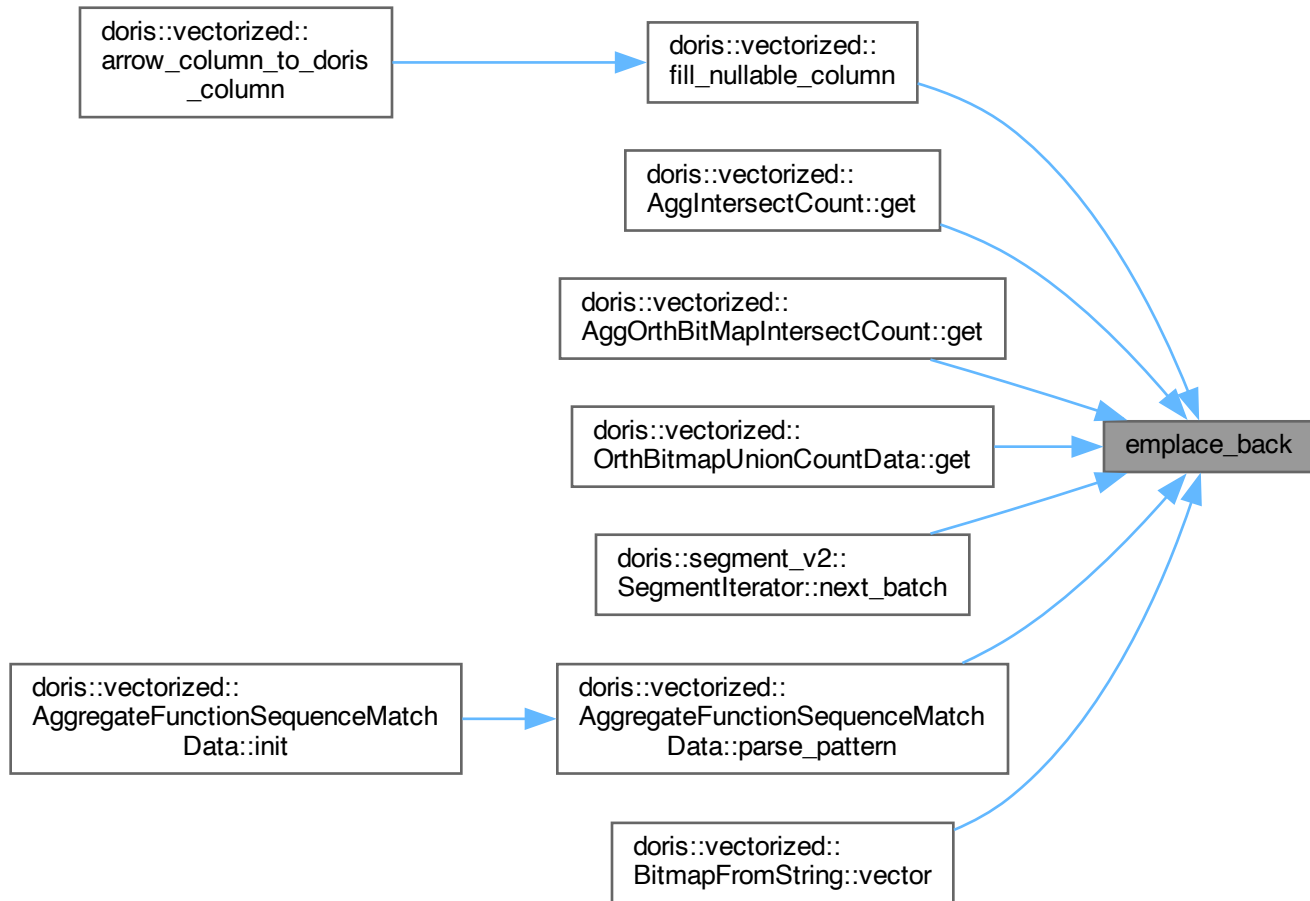 doris::vectorized::
arrow_column_to_doris
_column
doris::vectorized::
fill_nullable_column
doris::vectorized::
AggIntersectCount::get
doris::vectorized::
AggOrthBitMapIntersectCount::get
doris::vectorized::
OrthBitmapUnionCountData::get
emplace_back
doris::segment_v2::
SegmentIterator::next_batch
doris::vectorized::
AggregateFunctionSequenceMatch
Data::init
doris::vectorized::
AggregateFunctionSequenceMatch
Data::parse_pattern
doris::vectorized::
BitmapFromString::vector